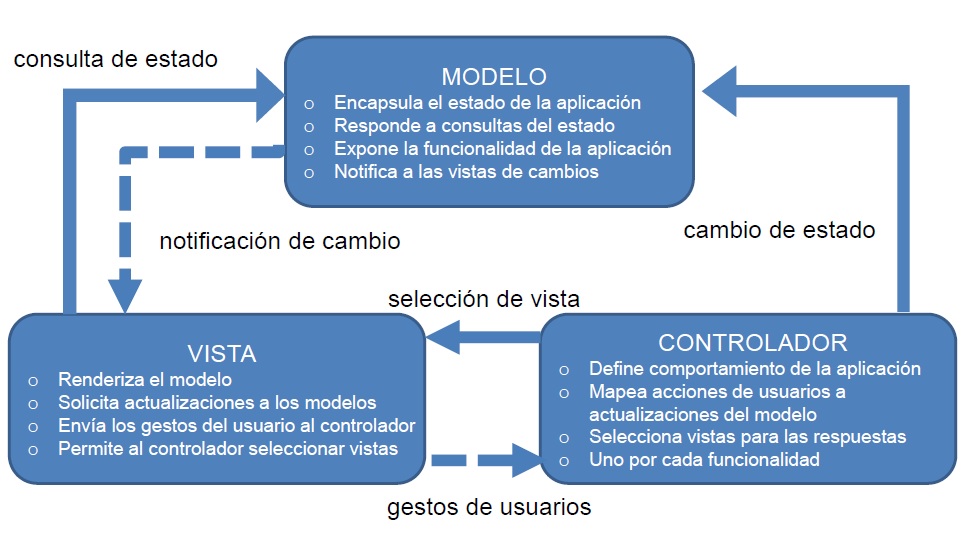 consulta de estado
MODELO
o Encapsula el estado de la aplicación
o Responde a consultas del estado
o Expone la funcionalidad de la aplicación
o Notifica a las vistas de cambios
notificación de cambio
cambio de estado
selección de vista
VISTA
o Renderiza el modelo
o Solicita actualizaciones a los modelos
o Envía los gestos del usuario al controlador
o Permite al controlador seleccionar vistas
CONTROLADOR
o Define comportamiento de la aplicación
o Mapea acciones de usuarios a
actualizaciones del modelo
o Selecciona vistas para las respuestas
o Uno por cada funcionalidad
gestos de usuarios